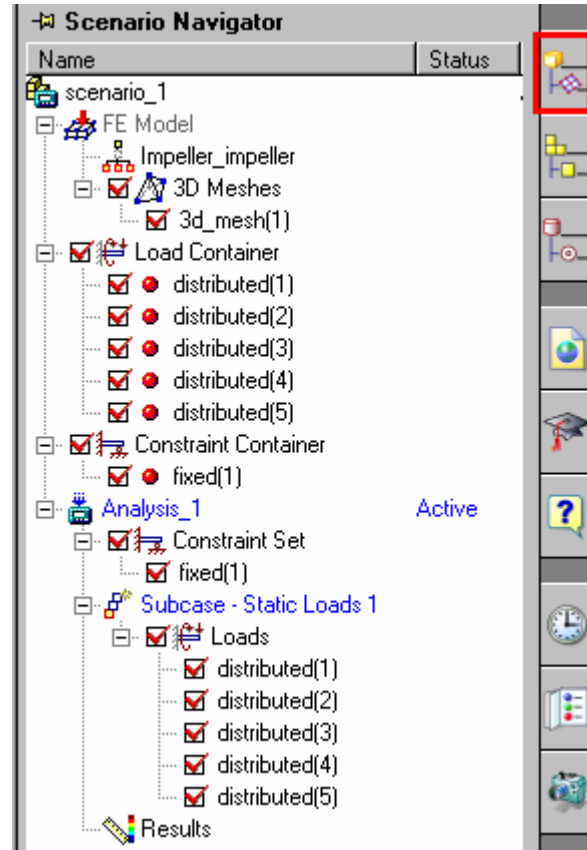 Scenario Navigator
Name Status
scenario_1
FE Model
Impeller_impeller
3D Meshes
3d_mesh(1)
Load Container
distributed(1)
distributed(2)
distributed(3)
distributed(4)
distributed(5)
Constraint Container
fixed(1)
Analysis_1 Active
Constraint Set
fixed(1)
Subcase - Static Loads 1
Loads
distributed(1)
distributed(2)
distributed(3)
distributed(4)
distributed(5)
Results